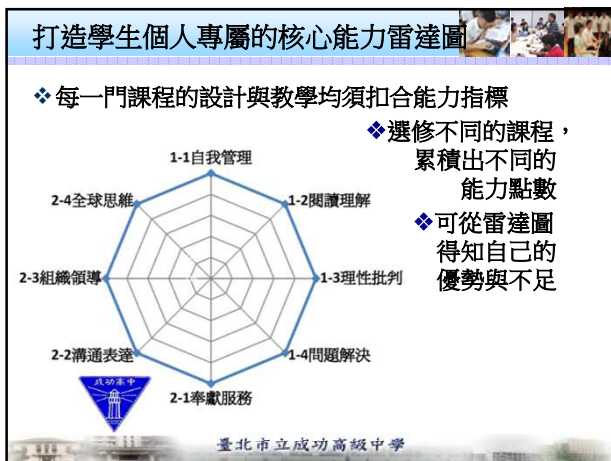 打造學生個人專屬的核心能力雷達圖
❖每一門課程的設計與教學均須扣合能力指標
❖選修不同的課程，
累積出不同的
能力點數
❖可從雷達圖
得知自己的
優勢與不足
1-1自我管理
1-2閱讀理解
1-3理性批判
1-4問題解決
2-1奉獻服務
2-2溝通表達
2-3組織領導
2-4全球思維
成功高中
臺北市立成功高級中學